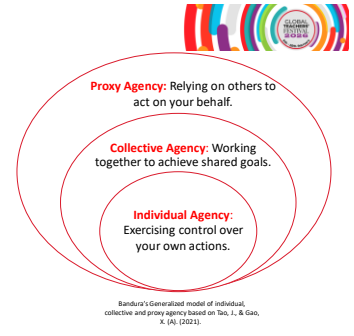 GLOBAL
TEACHERS'
FESTIVAL
2026
Proxy Agency: Relying on others to
act on your behalf.
Collective Agency: Working
together to achieve shared goals.
Individual Agency:
Exercising control over
your own actions.
Bandura's Generalized model of individual,
collective and proxy agency based on Tao, J., & Gao,
X. (A). (2021).